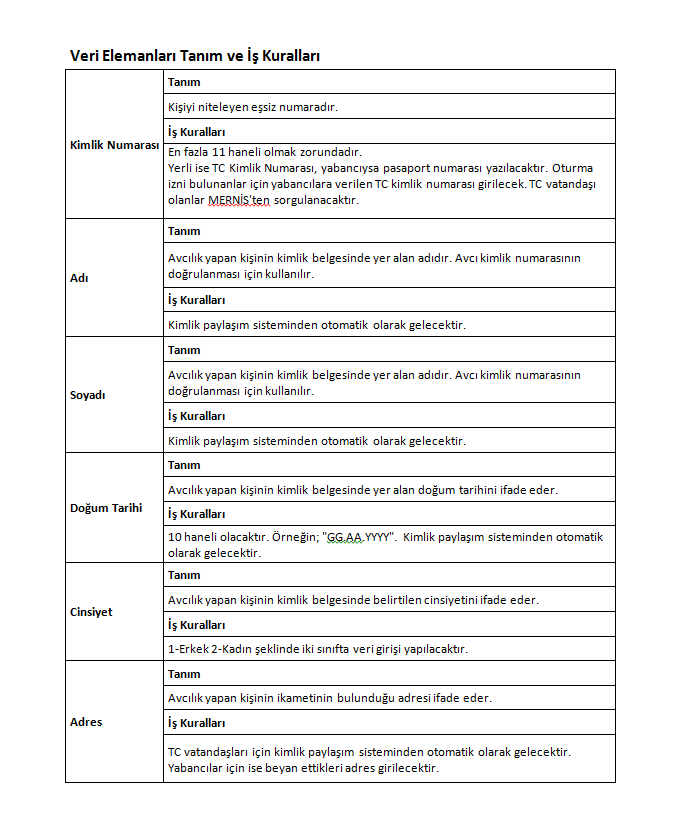 Veri Elemanları Tanım ve İş Kuralları
Kimlik Numarası
Tanım
Kişiyi niteleyen eşsiz numaradır.
İş Kuralları
En fazla 11 haneli olmak zorundadır.
Yerli ise TC Kimlik Numarası, yabancıysa pasaport numarası yazılacaktır. Oturma
izni bulunanlar için yabancılara verilen TC kimlik numarası girilecek. TC vatandaşı
olanlar MERNİS'ten sorgulanacaktır.
Adı
Tanım
Avcılık yapan kişinin kimlik belgesinde yer alan adıdır. Avcı kimlik numarasının
doğrulanması için kullanılır.
İş Kuralları
Kimlik paylaşım sisteminden otomatik olarak gelecektir.
Soyadı
Tanım
Avcılık yapan kişinin kimlik belgesinde yer alan adıdır. Avcı kimlik numarasının
doğrulanması için kullanılır.
İş Kuralları
Kimlik paylaşım sisteminden otomatik olarak gelecektir.
Doğum Tarihi
Tanım
Avcılık yapan kişinin kimlik belgesinde yer alan doğum tarihini ifade eder.
İş Kuralları
10 haneli olacaktır. Örneğin; "GG.AA.YYYY". Kimlik paylaşım sisteminden otomatik
olarak gelecektir.
Cinsiyet
Tanım
Avcılık yapan kişinin kimlik belgesinde belirtilen cinsiyetini ifade eder.
İş Kuralları
1-Erkek 2-Kadın şeklinde iki sınıfta veri girişi yapılacaktır.
Adres
Tanım
Avcılık yapan kişinin ikametinin bulunduğu adresi ifade eder.
İş Kuralları
TC vatandaşları için kimlik paylaşım sisteminden otomatik olarak gelecektir.
Yabancılar için ise beyan ettikleri adres girilecektir.